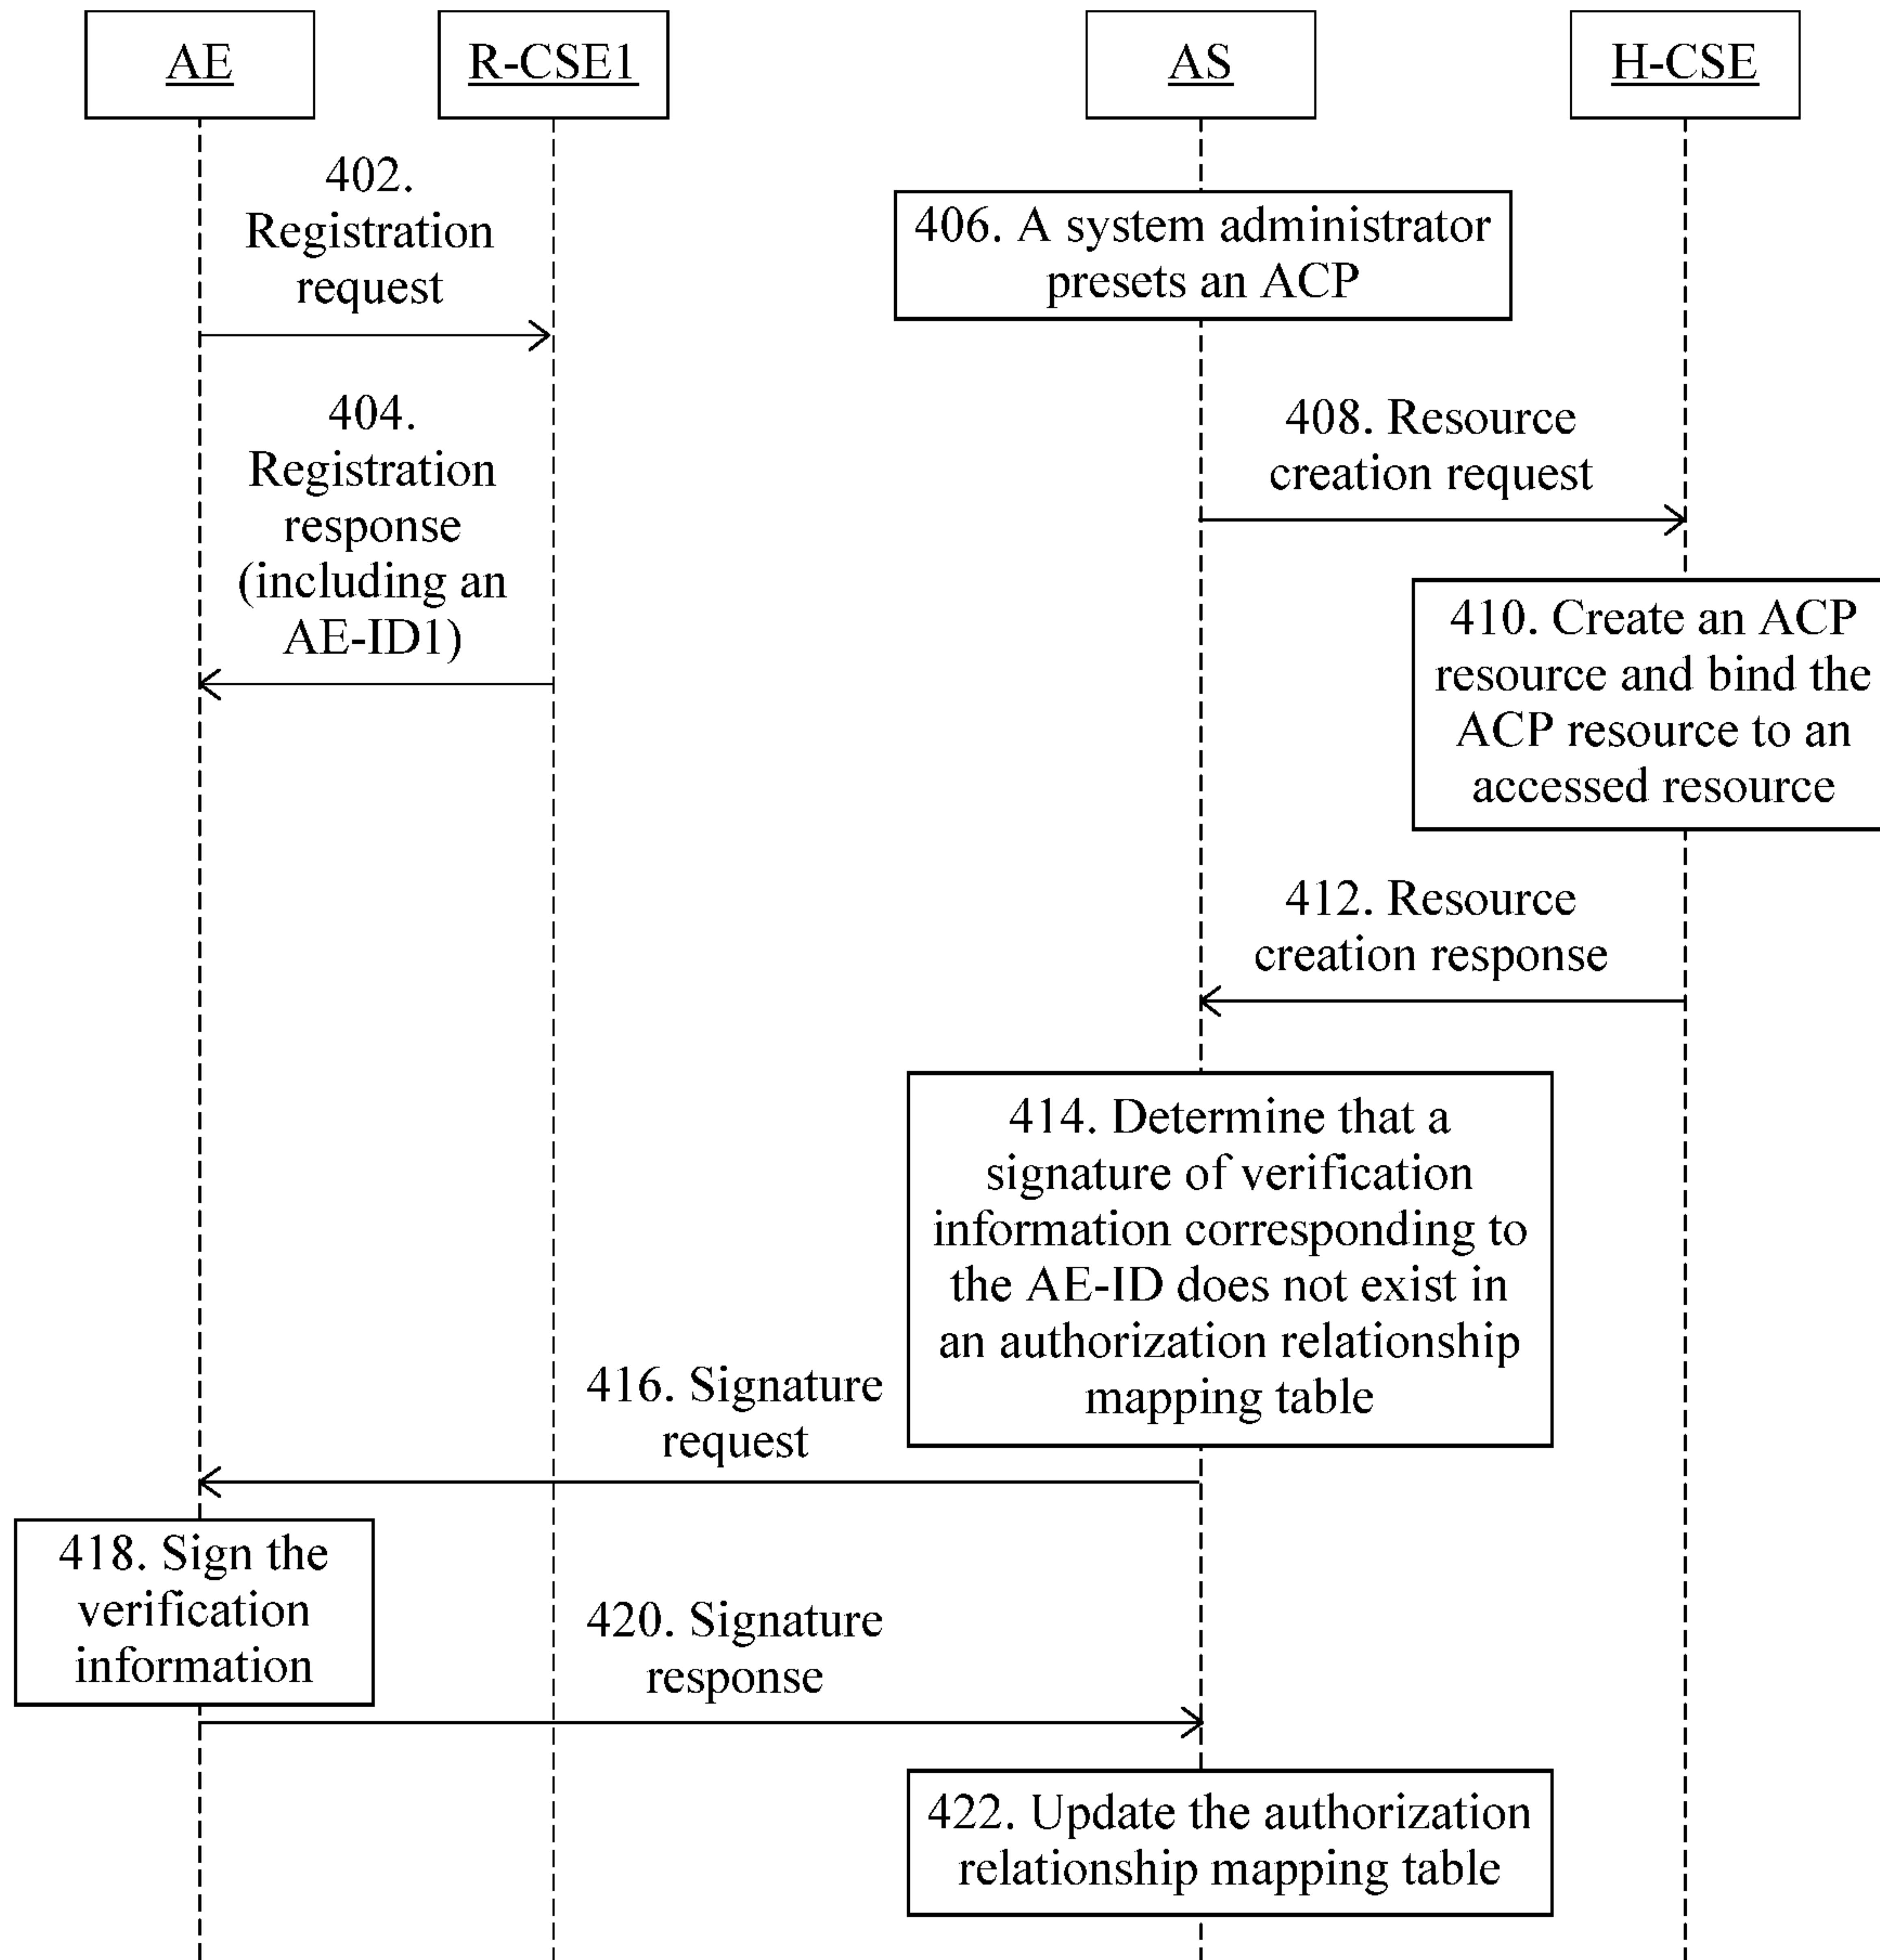 AE
R-CSE1
AS
H-CSE
402.
Registration
request
406. A system administrator
presets an ACP
404.
Registration
response
(including an
AE-ID1)
408. Resource
creation request
410. Create an ACP
resource and bind the
ACP resource to an
accessed resource
412. Resource
creation response
414. Determine that a
signature of verification
information corresponding to
the AE-ID does not exist in
an authorization relationship
mapping table
416. Signature
request
418. Sign the
verification
information
420. Signature
response
422. Update the authorization
relationship mapping table